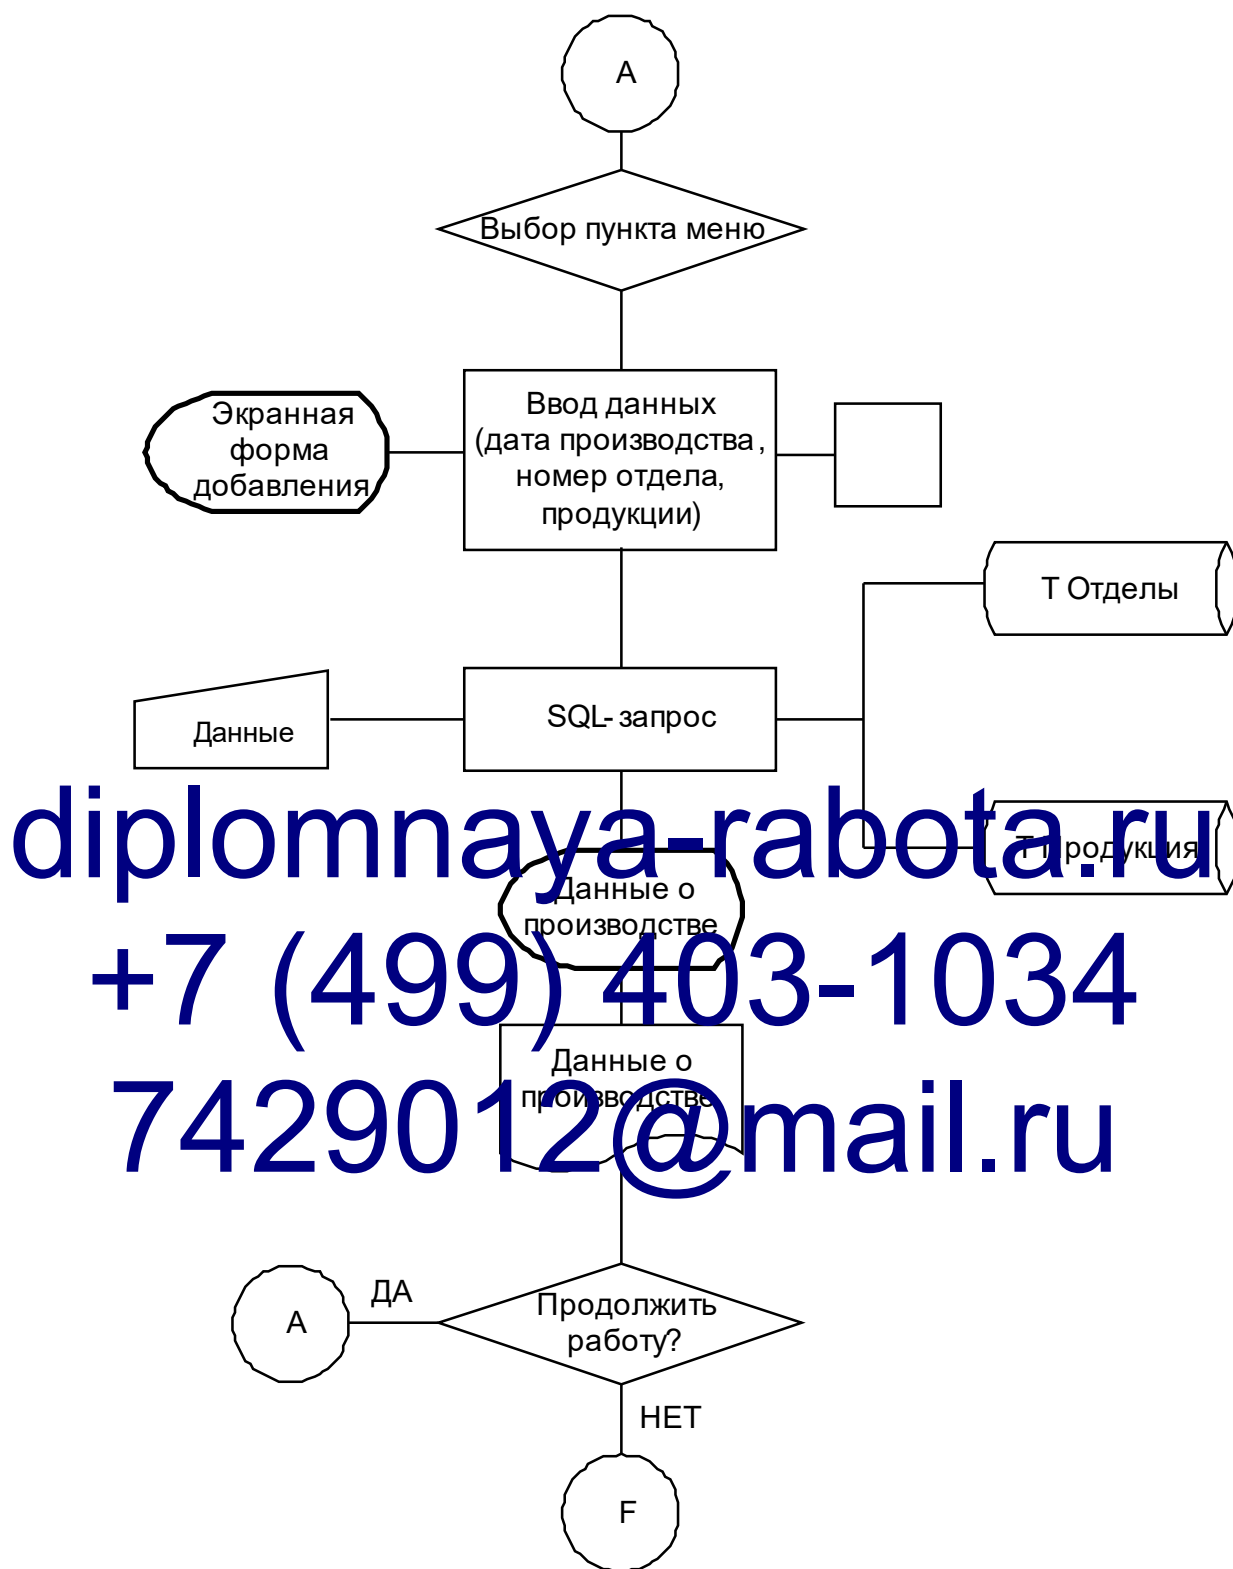 A
Выбор пункта меню
Экранная
форма
добавления
Ввод данных
(дата производства,
номер отдела,
продукции)
Т Отделы
Данные
SQL-запрос
diplomnaya-rabota.ru
Т Продукция
Данные о
производстве
+7 (499) 403-1034
Данные о
производстве
7429012@mail.ru
A
ДА
Продолжить
работу?
НЕТ
F